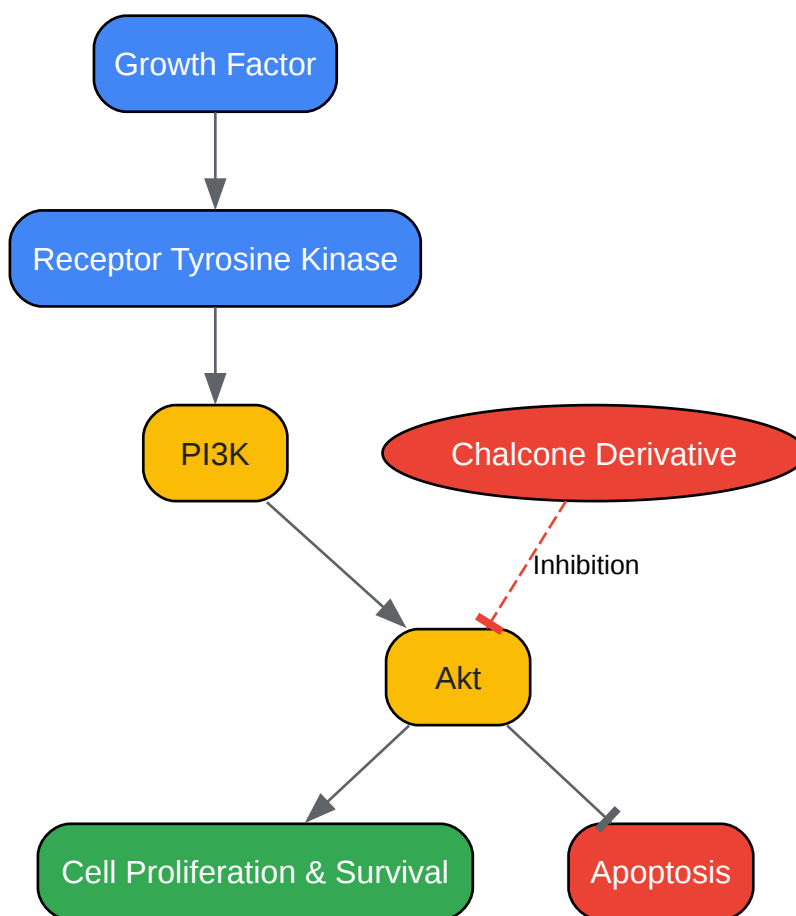 Growth Factor
Receptor Tyrosine Kinase
PI3K
Chalcone Derivative
Inhibition
Akt
Cell Proliferation & Survival
Apoptosis